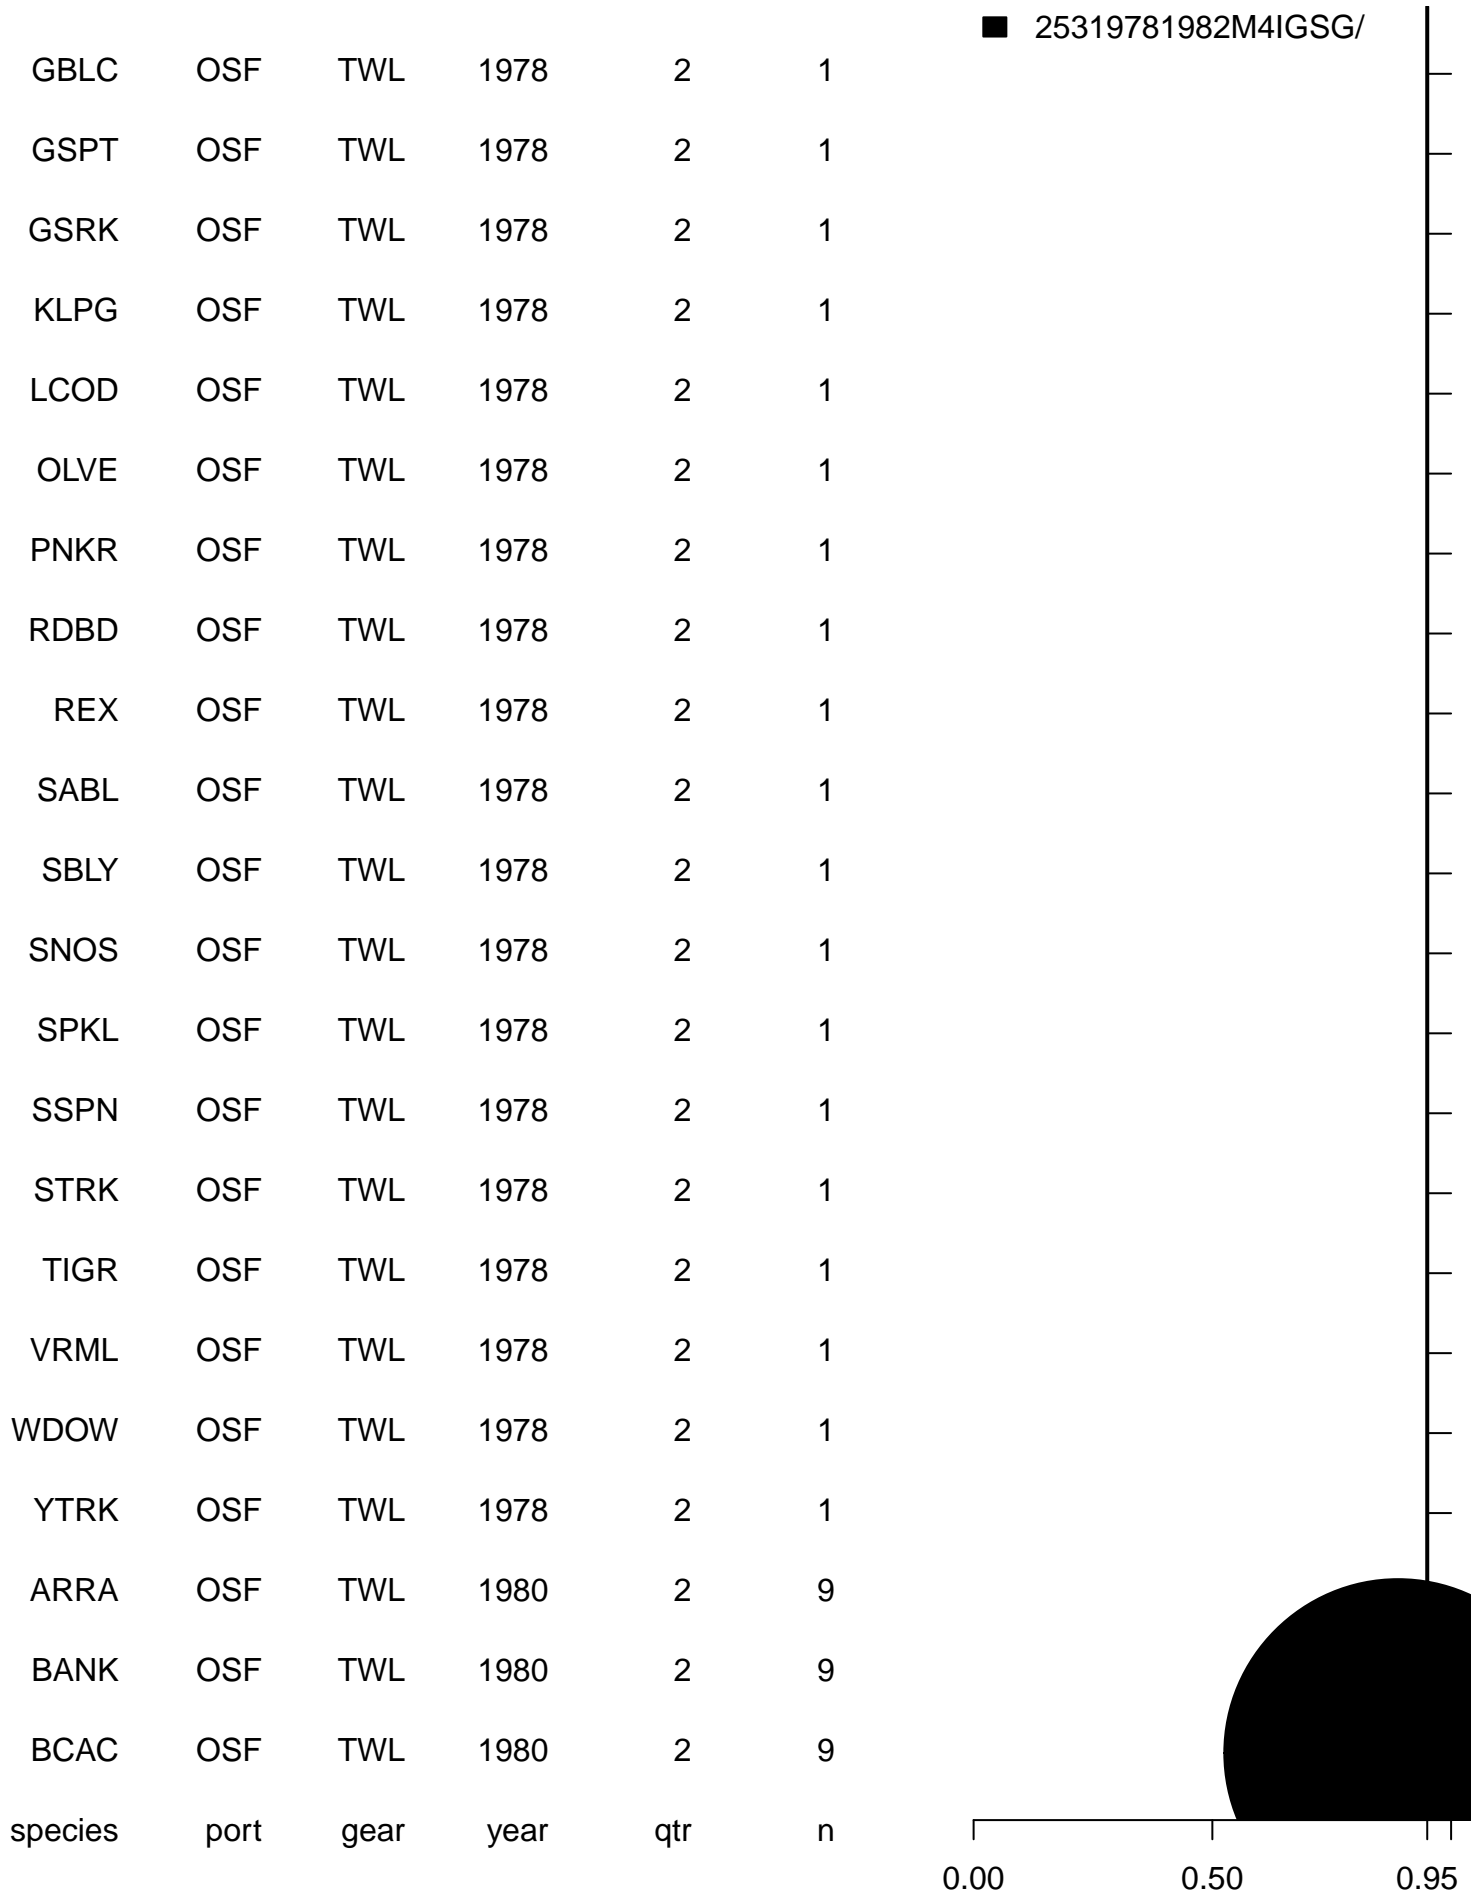 25319781982M4IGSG/
GBLC OSF TWL 1978 2 1
GSPT OSF TWL 1978 2 1
GSRK OSF TWL 1978 2 1
KLPG OSF TWL 1978 2 1
LCOD OSF TWL 1978 2 1
OLVE OSF TWL 1978 2 1
PNKR OSF TWL 1978 2 1
RDBD OSF TWL 1978 2 1
REX OSF TWL 1978 2 1
SABL OSF TWL 1978 2 1
SBLY OSF TWL 1978 2 1
SNOS OSF TWL 1978 2 1
SPKL OSF TWL 1978 2 1
SSPN OSF TWL 1978 2 1
STRK OSF TWL 1978 2 1
TIGR OSF TWL 1978 2 1
VRML OSF TWL 1978 2 1
WDOW OSF TWL 1978 2 1
YTRK OSF TWL 1978 2 1
ARRA OSF TWL 1980 2 9
BANK OSF TWL 1980 2 9
BCAC OSF TWL 1980 2 9
species port gear year qtr n
0.00 0.50 0.95